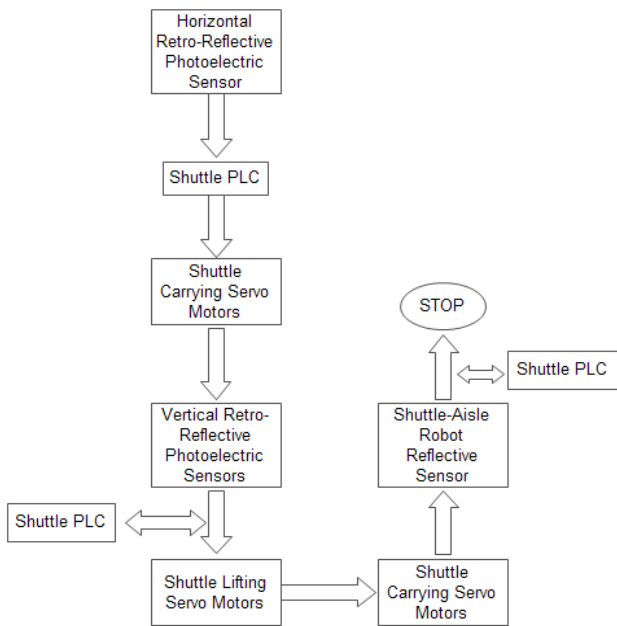 Horizontal
Retro-Reflective
Photoelectric
Sensor
Shuttle PLC
Shuttle
Carrying Servo
Motors
Vertical Retro-
Reflective
Photoelectric
Sensors
Shuttle PLC
Shuttle Lifting
Servo Motors
Shuttle
Carrying Servo
Motors
Shuttle-Aisle
Robot
Reflective
Sensor
Shuttle PLC
STOP